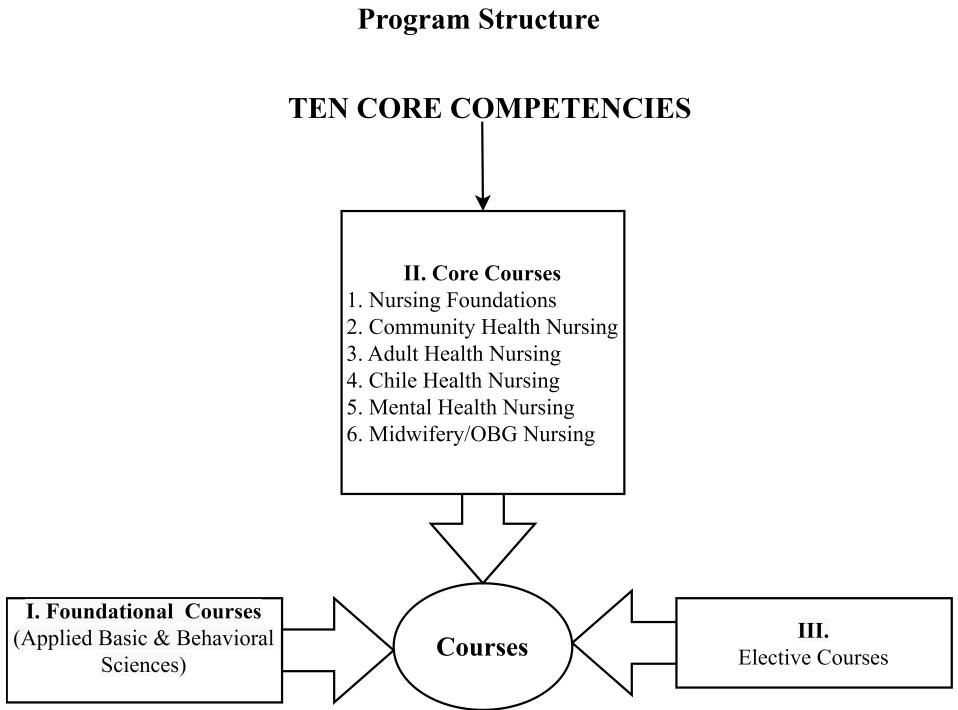 Program Structure
TEN CORE COMPETENCIES
II. Core Courses
1. Nursing Foundations
2. Community Health Nursing
3. Adult Health Nursing
4. Chile Health Nursing
5. Mental Health Nursing
6. Midwifery/OBG Nursing
I. Foundational Courses
(Applied Basic & Behavioral
Sciences)
Courses
III.
Elective Courses